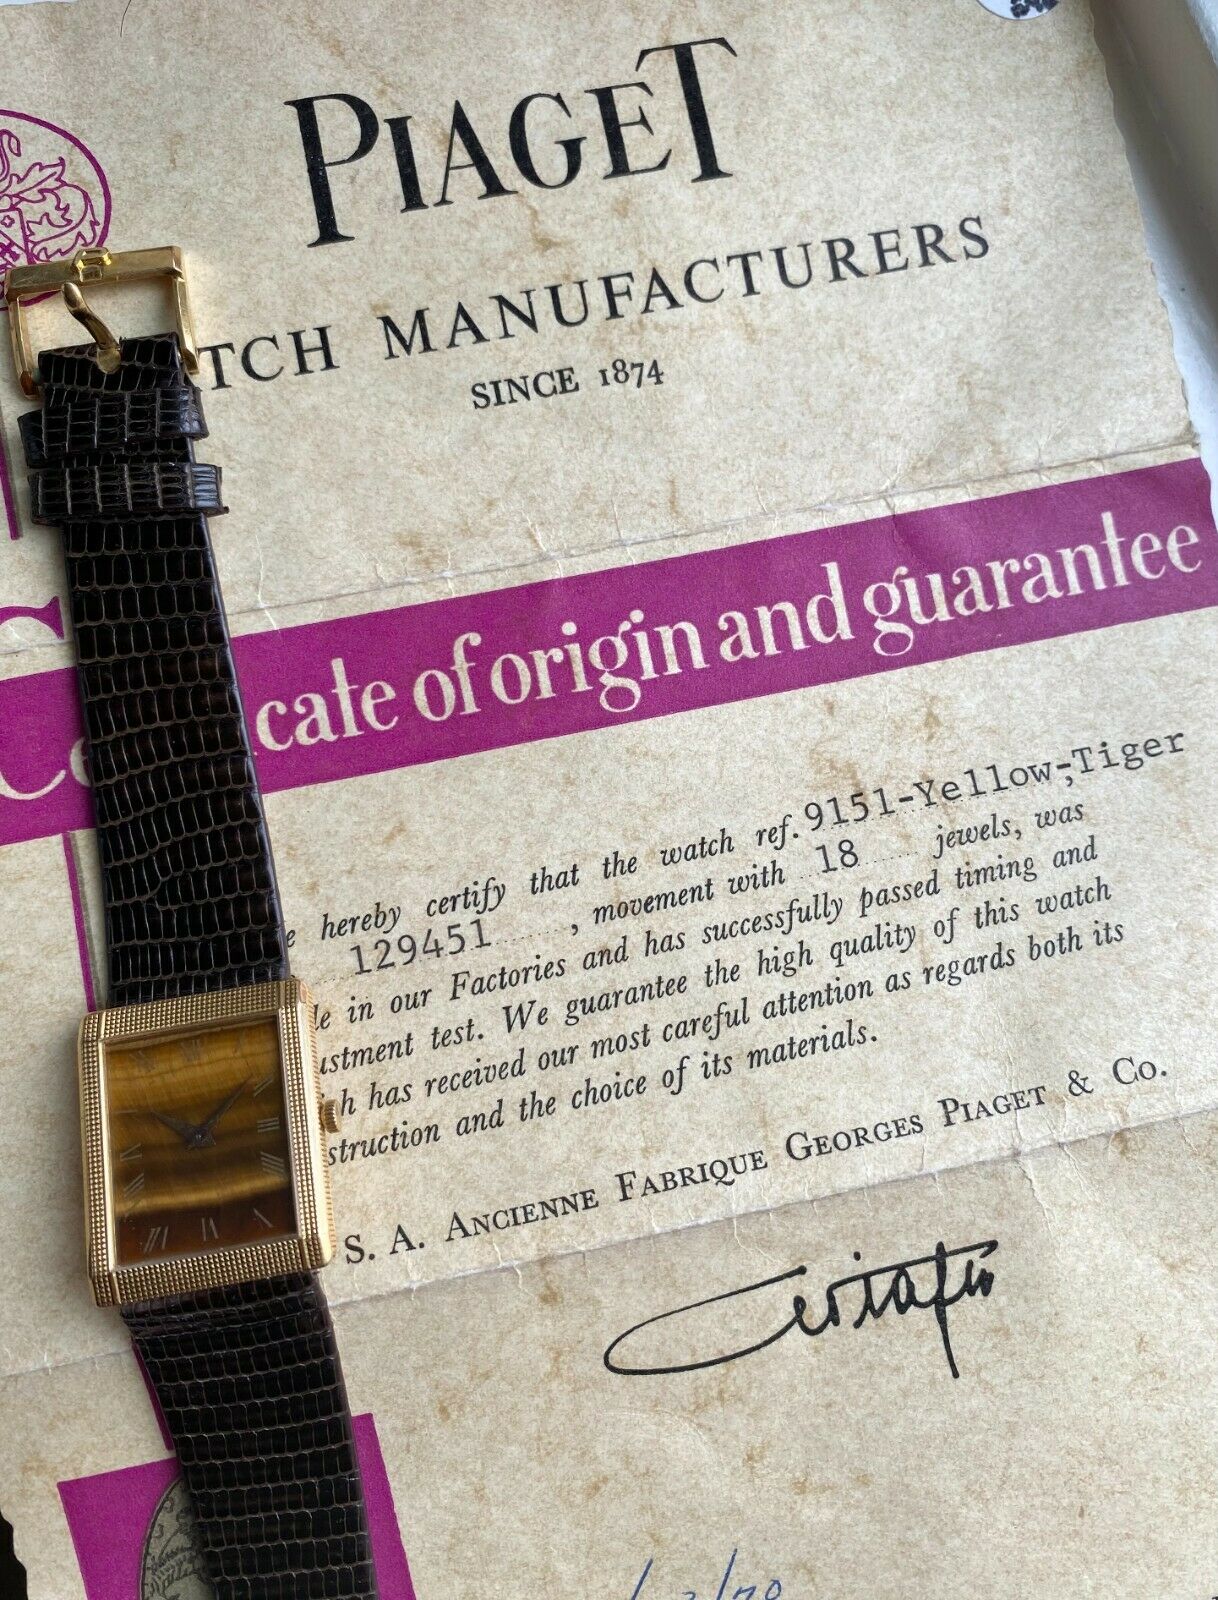 PIAGET
TCH MANUFACTURERS
SINCE 1874
C cate of origin and guarantee
e hereby certify that the watch ref. 9151-Yellow-;Tiger
129451 , movement with 18 jewels, was
le in our Factories and has successfully passed timing and
ustment test. We guarantee the high quality of this watch
h has received our most careful attention as regards both its
struction and the choice of its materials.
S. A. ANCIENNE FABRIQUE GEORGES PIAGET & CO.